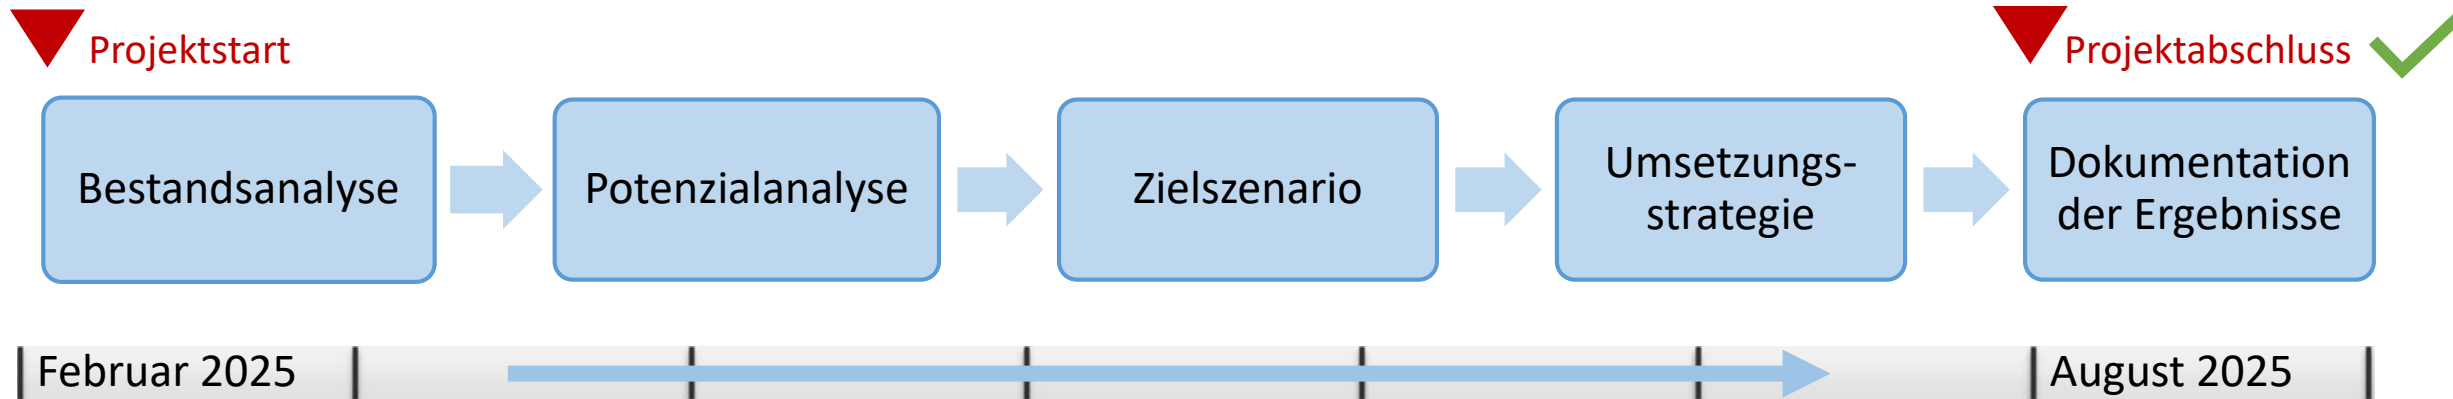 Projektstart
Projektabschluss
Bestandsanalyse
Potenzialanalyse
Zielszenario
Umsetzungs-
strategie
Dokumentation
der Ergebnisse
Februar 2025
August 2025